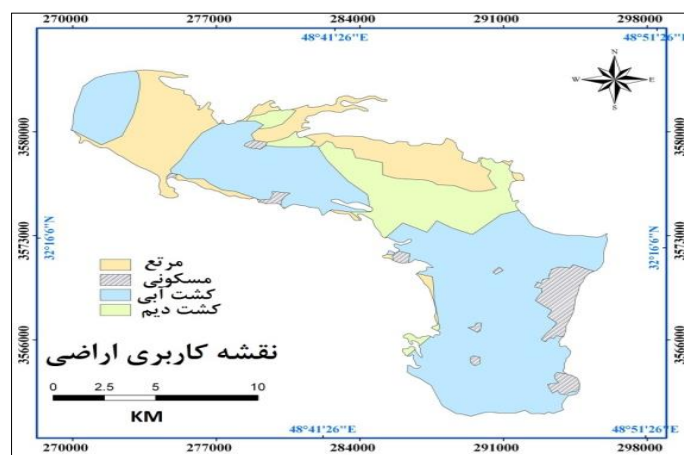 270000 277000 284000 291000 298000
48°41'26"E 48°51'26"E
N
W E
S
3580000 3580000
3573000 32°16'6"N 32°16'6"N 3573000
3566000 3566000
مرتع
مسکونی
کشت آبی
کشت دیم
نقشه کاربری اراضی
0 2.5 5 10
KM
48°41'26"E 48°51'26"E
270000 277000 284000 291000 298000